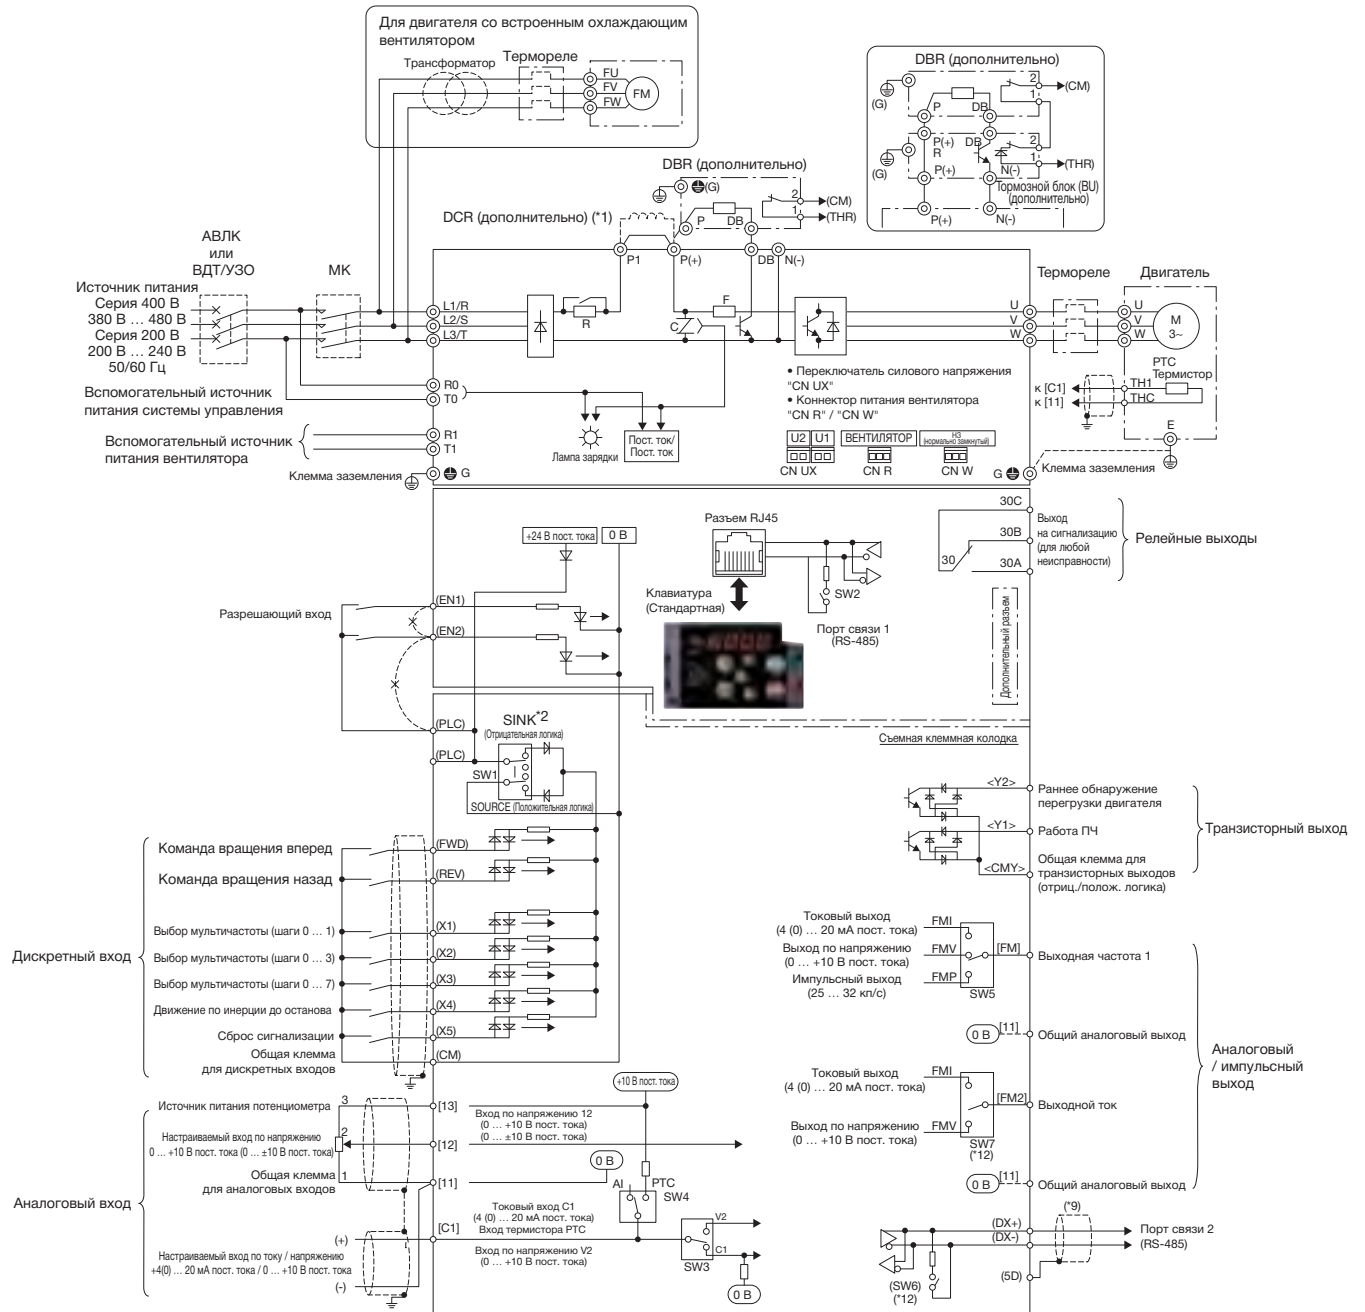 Для двигателя со встроенным охлаждающим
вентилятором
Трансформатор
Термореле
FU
FV
FW
FM
DBR (дополнительно)
(G)
P
DB
2
1
(CM)
P(+)
R
DB
2
1
(THR)
(G)
P(+)
N(-)
Тормозной блок (BU)
(дополнительно)
P(+)
N(-)
DBR (дополнительно)
(G)
P
DB
2
1
(CM)
(THR)
DCR (дополнительно) (*1)
P1
P(+)
DB
N(-)
АВЛК
или
ВДТ/УЗО
МК
Источник питания
Серия 400 В
380 В ... 480 В
Серия 200 В
200 В ... 240 В
50/60 Гц
L1/R
L2/S
L3/T
R
C
F
U
V
W
Термореле
Двигатель
U
V
W
M
3~
PTC
Термистор
TH1
THC
к [C1]
к [11]
E
Клемма заземления
G
Вспомогательный источник
питания системы управления
R0
T0
Вспомогательный источник
питания вентилятора
R1
T1
Клемма заземления
G
Лампа зарядки
Пост. ток/
Пост. ток
• Переключатель силового напряжения
"CN UX"
• Коннектор питания вентилятора
"CN R" / "CN W"
U2
U1
ВЕНТИЛЯТОР
НЗ
(нормально замкнутый)
CN UX
CN R
CN W
+24 В пост. тока
0 В
Разъем RJ45
Клавиатура
(Стандартная)
SW2
Порт связи 1
(RS-485)
30C
30B
30
30A
Выход
на сигнализацию
(для любой
неисправности)
Релейные выходы
Дополнительный разъем
Разрешающий вход
(EN1)
(EN2)
(PLC)
(PLC)
SINK*2
(Отрицательная логика)
SW1
SOURCE (Положительная логика)
Съемная клеммная колодка
<Y2>
Раннее обнаружение
перегрузки двигателя
<Y1>
Работа ПЧ
<CMY>
Общая клемма для
транзисторных выходов
(отриц./полож. логика)
Транзисторный выход
Дискретный вход
Команда вращения вперед
(FWD)
Команда вращения назад
(REV)
Выбор мультичастоты (шаги 0 ... 1)
(X1)
Выбор мультичастоты (шаги 0 ... 3)
(X2)
Выбор мультичастоты (шаги 0 ... 7)
(X3)
Движение по инерции до останова
(X4)
Сброс сигнализации
(X5)
Общая клемма
для дискретных входов
(CM)
Токовый выход
(4 (0) ... 20 мА пост. тока)
FMI
Выход по напряжению
(0 ... +10 В пост. тока)
FMV
Импульсный выход
(25 ... 32 кп/с)
FMP
SW5
[FM]
Выходная частота 1
0 В
[11]
Общий аналоговый выход
Токовый выход
(4 (0) ... 20 мА пост. тока)
FMI
Выход по напряжению
(0 ... +10 В пост. тока)
FMV
SW7
(*12)
[FM2]
Выходной ток
0 В
[11]
Общий аналоговый выход
Аналоговый
/ импульсный
выход
Аналоговый вход
Источник питания потенциометра
3
[13]
+10 В пост. тока
Вход по напряжению 12
(0 ... +10 В пост. тока)
(0 ... ±10 В пост. тока)
Настраиваемый вход по напряжению
0 ... +10 В пост. тока (0 ... ±10 В пост. тока)
2
[12]
0 В
Общая клемма
для аналоговых входов
1
[11]
AI
PTC
SW4
Токовый вход C1
(4 (0) ... 20 мА пост. тока)
Вход термистора PTC
[C1]
Вход по напряжению V2
(0 ... +10 В пост. тока)
V2
C1
SW3
0 В
(+)
Настраиваемый вход по току / напряжению
+4(0) ... 20 мА пост. тока / 0 ... +10 В пост. тока
(-)
(*9)
(DX+)
(DX-)
Порт связи 2
(RS-485)
(SD)
(SW6)
(*12)